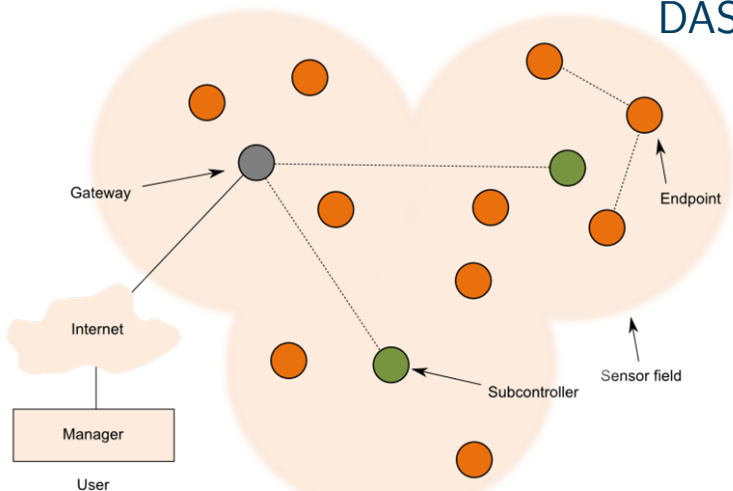 DAS
Gateway
Endpoint
Internet
Sensor field
Subcontroller
Manager
User